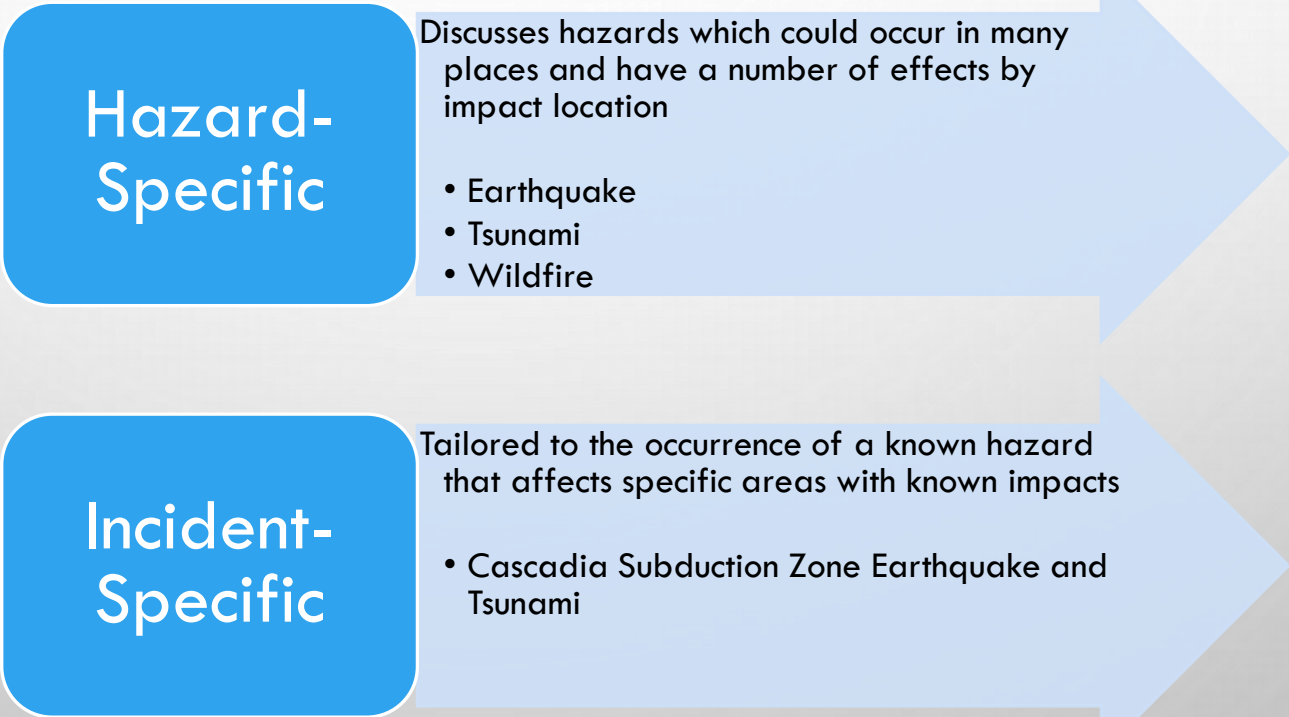 Hazard-
Specific
Discusses hazards which could occur in many
places and have a number of effects by
impact location
• Earthquake
• Tsunami
• Wildfire
Incident-
Specific
Tailored to the occurrence of a known hazard
that affects specific areas with known impacts
• Cascadia Subduction Zone Earthquake and
Tsunami